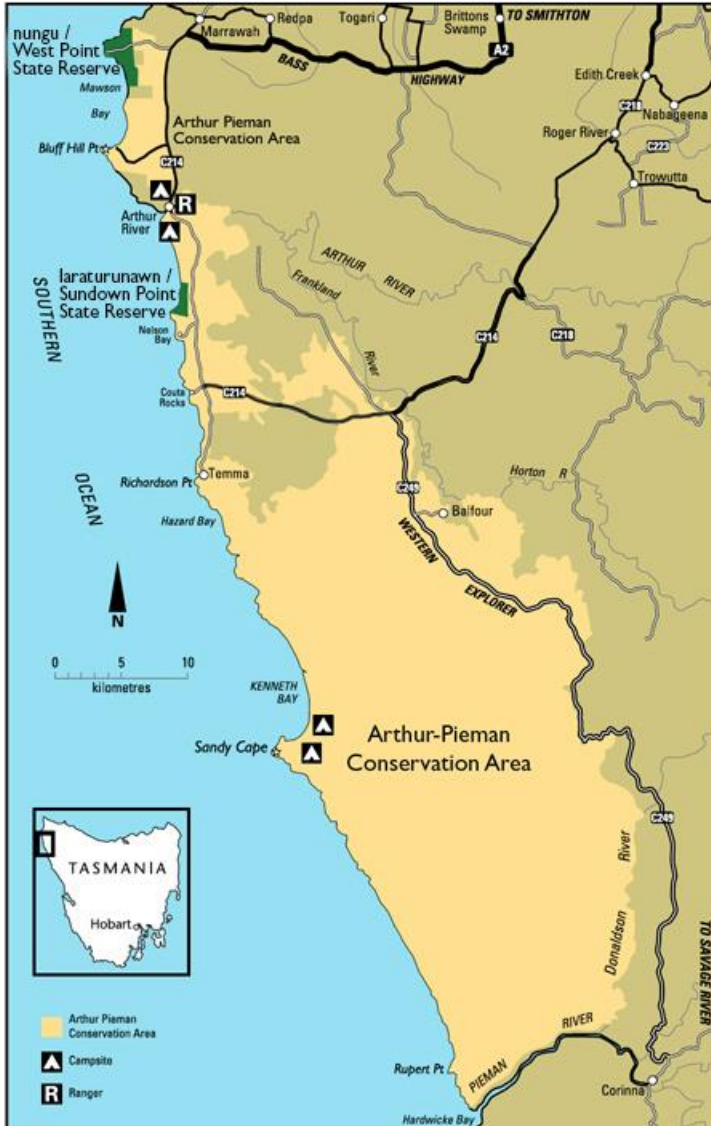 nungu /
West Point
State Reserve
Marrawah
Redpa
Togari
Brittons
Swamp
TO SMITHTON
A2
BASS
HIGHWAY
Mawson
Bay
Edith Creek
C218
Nabageena
Roger River
C223
Trowutta
Arthur Pieman
Conservation Area
Bluff Hill Pt
C214
R
Arthur
River
ARTHUR
RIVER
Frankland
River
laraturunawn /
Sundown Point
State Reserve
Nelson
Bay
SOUTHERN
OCEAN
C214
C218
Couta
Rocks
C214
Richardson Pt
Temma
Horton R
Hazard Bay
C249
Balfour
WESTERN
EXPLORER
N
0 5 10
kilometres
KENNETH
BAY
Sandy Cape
Arthur-Pieman
Conservation Area
C249
Donaldson
River
TO SAVAGE RIVER
TASMANIA
Hobart
Arthur Pieman
Conservation Area
Campsite
R
Ranger
Rupert Pt
PIEMAN
RIVER
Corinna
Hardwicke Bay